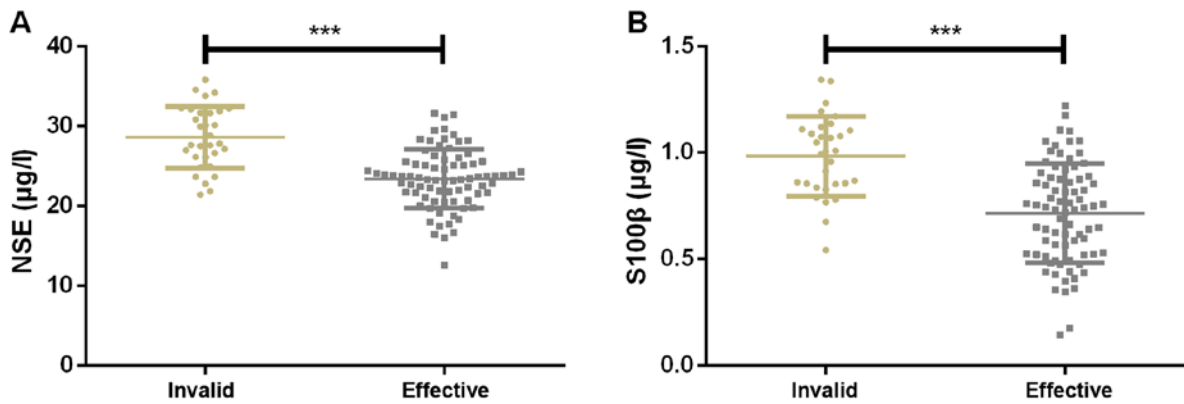 A
***
NSE (μg/l)
40
30
20
10
0
Invalid
Effective
B
***
S100β (μg/l)
1.5
1.0
0.5
0.0
Invalid
Effective